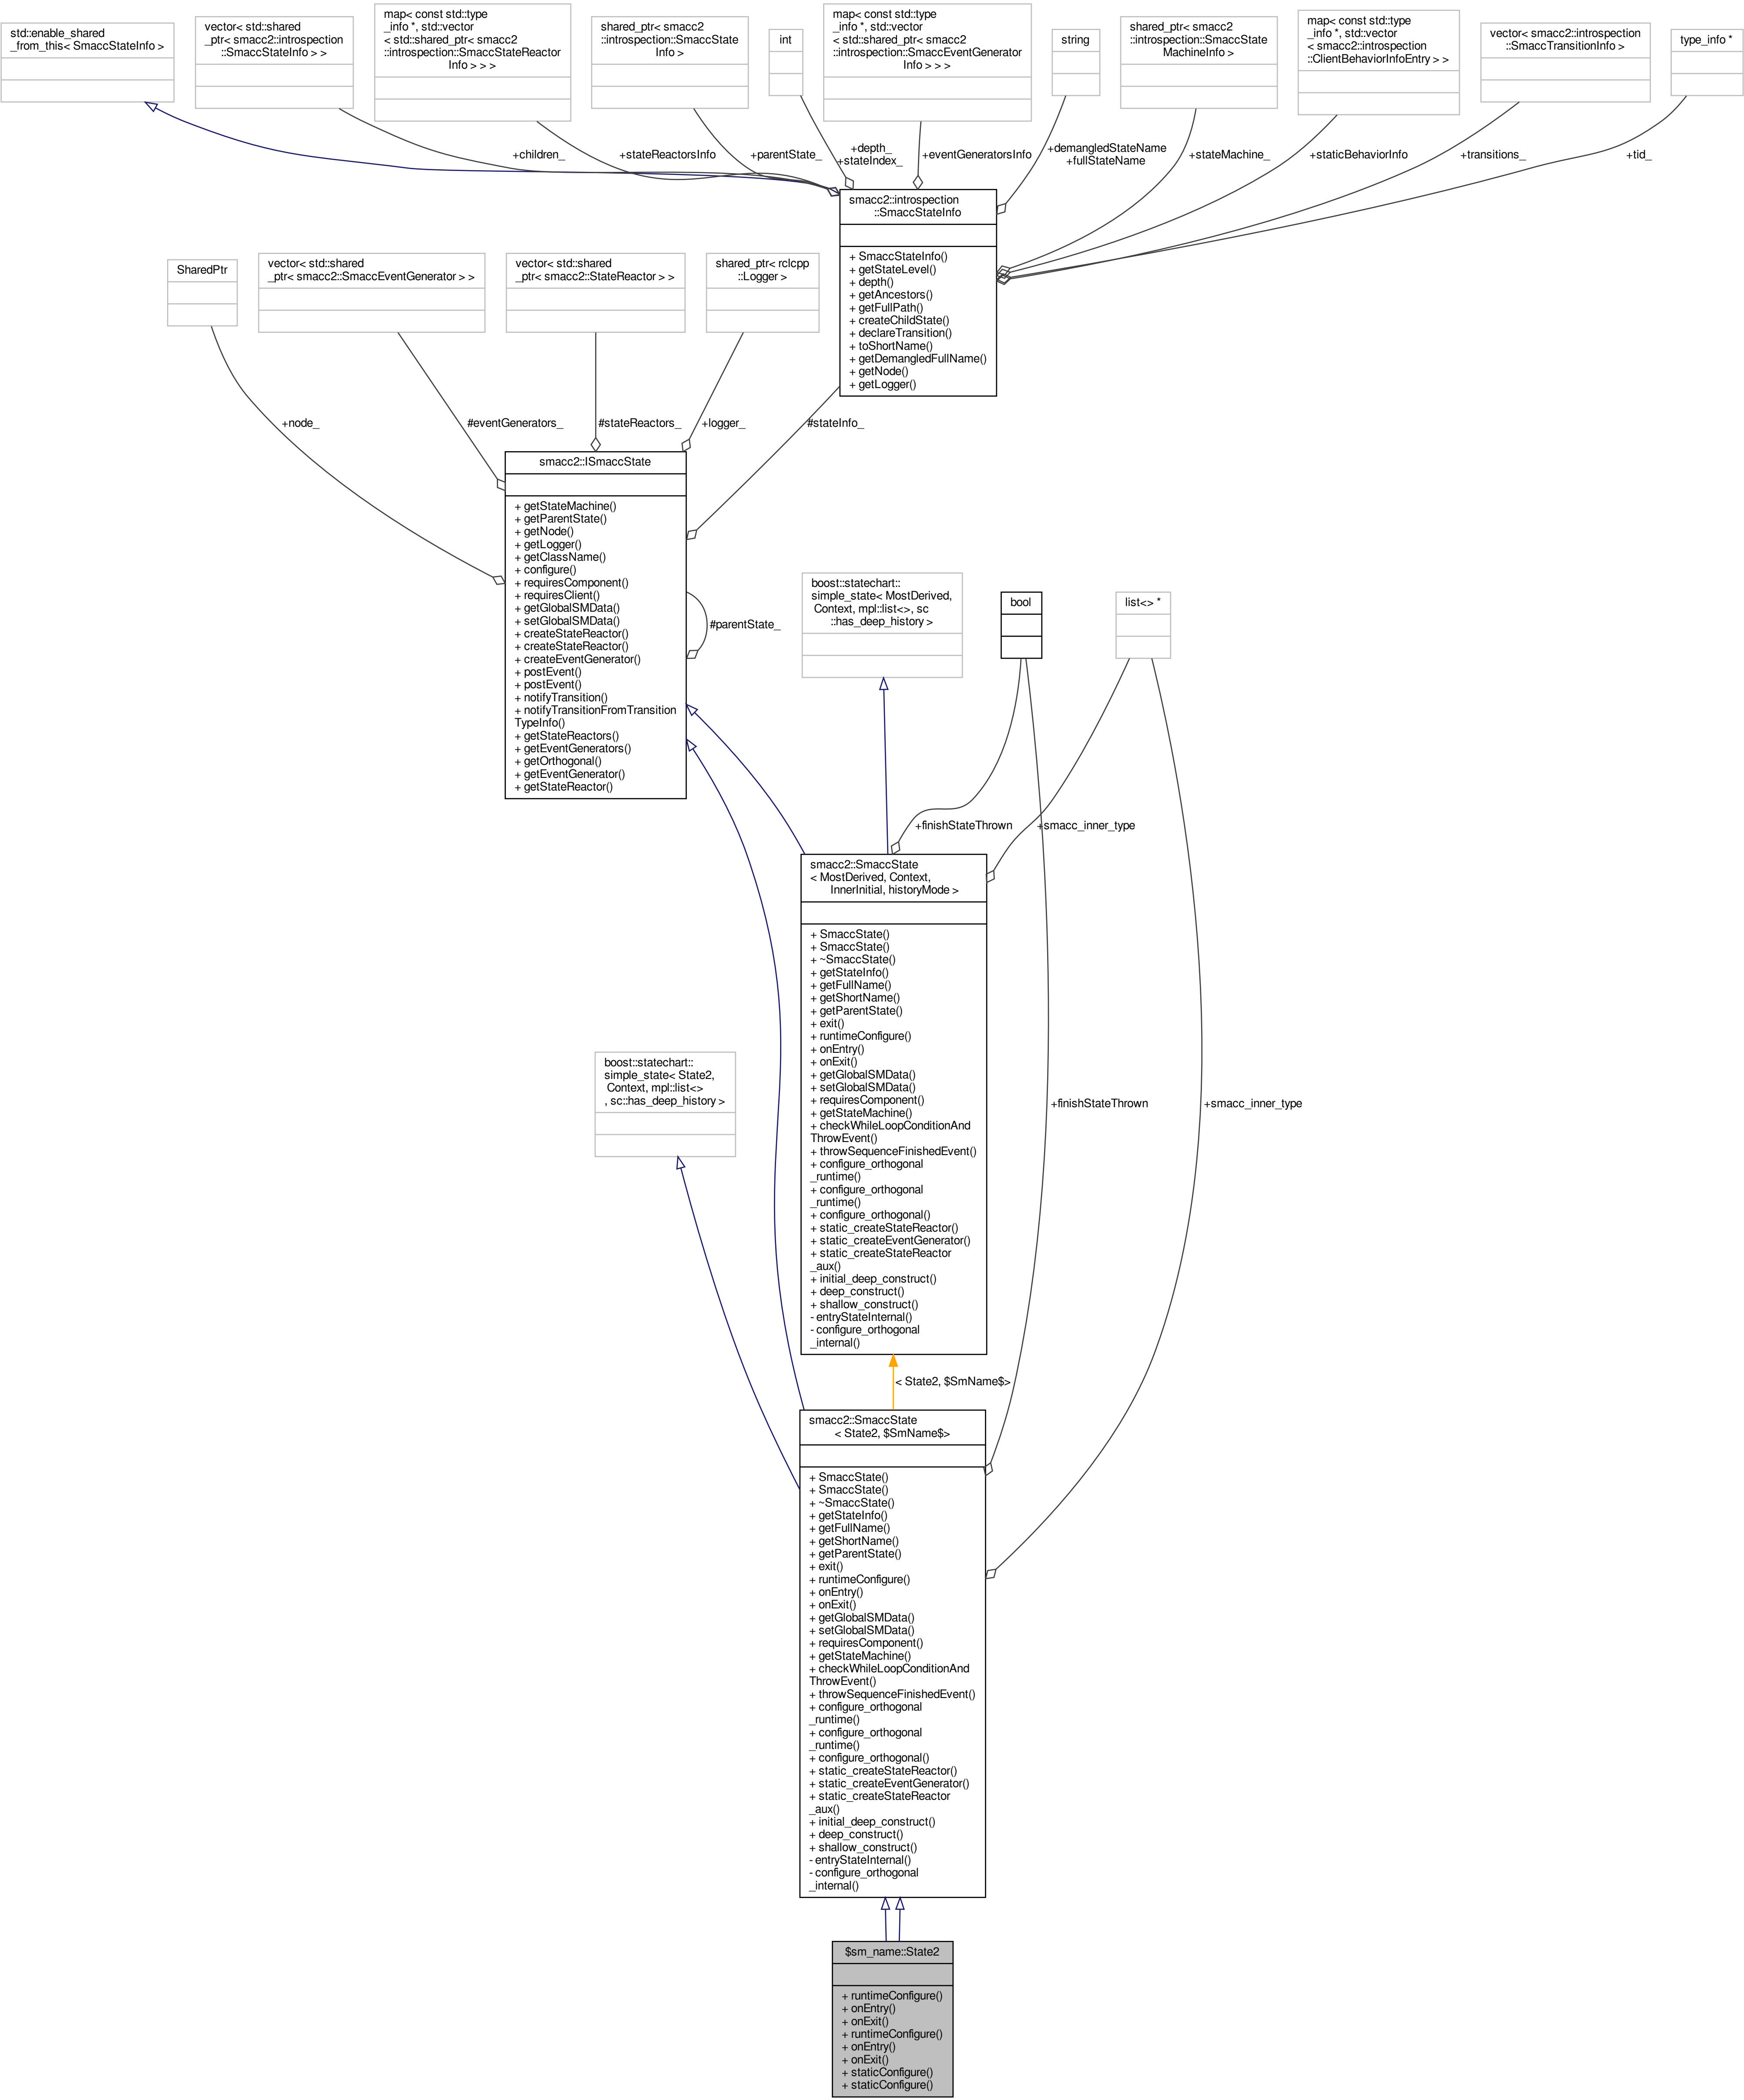 std::enable_shared
_from_this< SmaccStateInfo >
vector< std::shared
_ptr< smacc2::introspection
::SmaccStateInfo > >
map< const std::type
_info *, std::vector
< std::shared_ptr< smacc2
::introspection::SmaccStateReactor
Info > > >
shared_ptr< smacc2
::introspection::SmaccState
Info >
int
map< const std::type
_info *, std::vector
< std::shared_ptr< smacc2
::introspection::SmaccEventGenerator
Info > > >
string
shared_ptr< smacc2
::introspection::SmaccState
MachineInfo >
map< const std::type
_info *, std::vector
< smacc2::introspection
::ClientBehaviorInfoEntry > >
vector< smacc2::introspection
::SmaccTransitionInfo >
type_info *
+children_
+stateReactorsInfo
+parentState_
+depth_
+stateIndex_
+eventGeneratorsInfo
+demangledStateName
+fullStateName
+stateMachine_
+staticBehaviorInfo
+transitions_
+tid_
smacc2::introspection
::SmaccStateInfo
+ SmaccStateInfo()
+ getStateLevel()
+ depth()
+ getAncestors()
+ getFullPath()
+ createChildState()
+ declareTransition()
+ toShortName()
+ getDemangledFullName()
+ getNode()
+ getLogger()
SharedPtr
vector< std::shared
_ptr< smacc2::SmaccEventGenerator > >
vector< std::shared
_ptr< smacc2::StateReactor > >
shared_ptr< rclcpp
::Logger >
+node_
#eventGenerators_
#stateReactors_
+logger_
#stateInfo_
smacc2::ISmaccState
+ getStateMachine()
+ getParentState()
+ getNode()
+ getLogger()
+ getClassName()
+ configure()
+ requiresComponent()
+ requiresClient()
+ getGlobalSMData()
+ setGlobalSMData()
+ createStateReactor()
+ createStateReactor()
+ createEventGenerator()
+ postEvent()
+ postEvent()
+ notifyTransition()
+ notifyTransitionFromTransition
TypeInfo()
+ getStateReactors()
+ getEventGenerators()
+ getOrthogonal()
+ getEventGenerator()
+ getStateReactor()
#parentState_
boost::statechart::
simple_state< MostDerived,
Context, mpl::list<>, sc
::has_deep_history >
bool
list<> *
+finishStateThrown
+smacc_inner_type
smacc2::SmaccState
< MostDerived, Context,
InnerInitial, historyMode >
+ SmaccState()
+ SmaccState()
+ ~SmaccState()
+ getStateInfo()
+ getFullName()
+ getShortName()
+ getParentState()
+ exit()
+ runtimeConfigure()
+ onEntry()
+ onExit()
+ getGlobalSMData()
+ setGlobalSMData()
+ requiresComponent()
+ getStateMachine()
+ checkWhileLoopConditionAnd
ThrowEvent()
+ throwSequenceFinishedEvent()
+ configure_orthogonal
_runtime()
+ configure_orthogonal
_runtime()
+ configure_orthogonal()
+ static_createStateReactor()
+ static_createEventGenerator()
+ static_createStateReactor
_aux()
+ initial_deep_construct()
+ deep_construct()
+ shallow_construct()
- entryStateInternal()
- configure_orthogonal
_internal()
boost::statechart::
simple_state< State2,
Context, mpl::list<>
, sc::has_deep_history >
+finishStateThrown
+smacc_inner_type
< State2, $SmName$>
smacc2::SmaccState
< State2, $SmName$>
+ SmaccState()
+ SmaccState()
+ ~SmaccState()
+ getStateInfo()
+ getFullName()
+ getShortName()
+ getParentState()
+ exit()
+ runtimeConfigure()
+ onEntry()
+ onExit()
+ getGlobalSMData()
+ setGlobalSMData()
+ requiresComponent()
+ getStateMachine()
+ checkWhileLoopConditionAnd
ThrowEvent()
+ throwSequenceFinishedEvent()
+ configure_orthogonal
_runtime()
+ configure_orthogonal
_runtime()
+ configure_orthogonal()
+ static_createStateReactor()
+ static_createEventGenerator()
+ static_createStateReactor
_aux()
+ initial_deep_construct()
+ deep_construct()
+ shallow_construct()
- entryStateInternal()
- configure_orthogonal
_internal()
$sm_name::State2
+ runtimeConfigure()
+ onEntry()
+ onExit()
+ runtimeConfigure()
+ onEntry()
+ onExit()
+ staticConfigure()
+ staticConfigure()